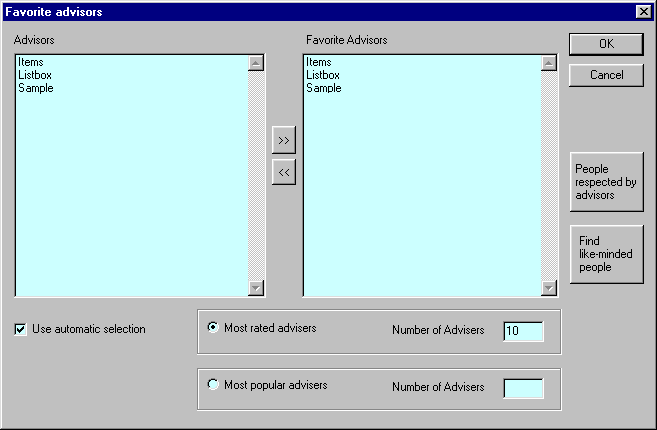 Favorite advisors
Advisors
Favorite Advisors
Items
Listbox
Sample
Items
Listbox
Sample
>>
<<
OK
Cancel
People
respected by
advisors
Find
like-minded
people
Use automatic selection
Most rated advisers Number of Advisers 10
Most popular advisers Number of Advisers